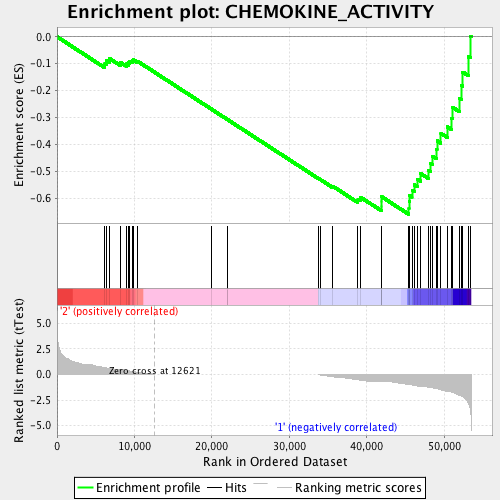 Enrichment plot: CHEMOKINE_ACTIVITY
Enrichment score (ES)
0.0
-0.1
-0.2
-0.3
-0.4
-0.5
-0.6
'2' (positively correlated)
Ranked list metric (tTest)
5.0
2.5
0.0
-2.5
-5.0
Zero cross at 12621
'1' (negatively correlated)
0
10,000
20,000
30,000
40,000
50,000
Rank in Ordered Dataset
Enrichment profile
Hits
Ranking metric scores